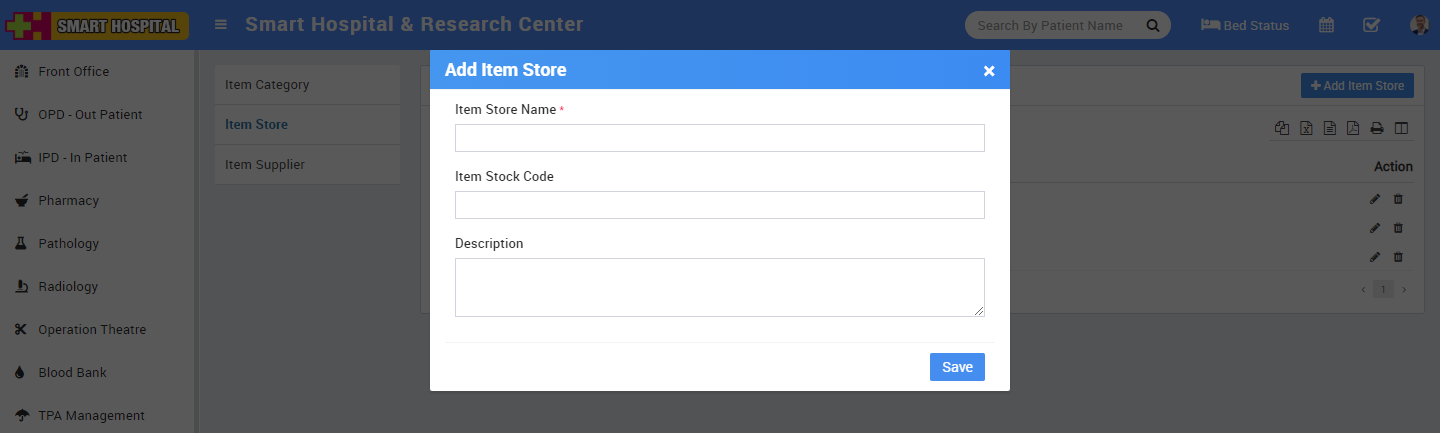 SMART HOSPITAL
Smart Hospital & Research Center
Search By Patient Name
Bed Status
Front Office
OPD - Out Patient
IPD - In Patient
Pharmacy
Pathology
Radiology
Operation Theatre
Blood Bank
TPA Management
Item Category
Item Store
Item Supplier
+ Add Item Store
Action
‹ 1 ›
Add Item Store ×
Item Store Name *
Item Stock Code
Description
Save